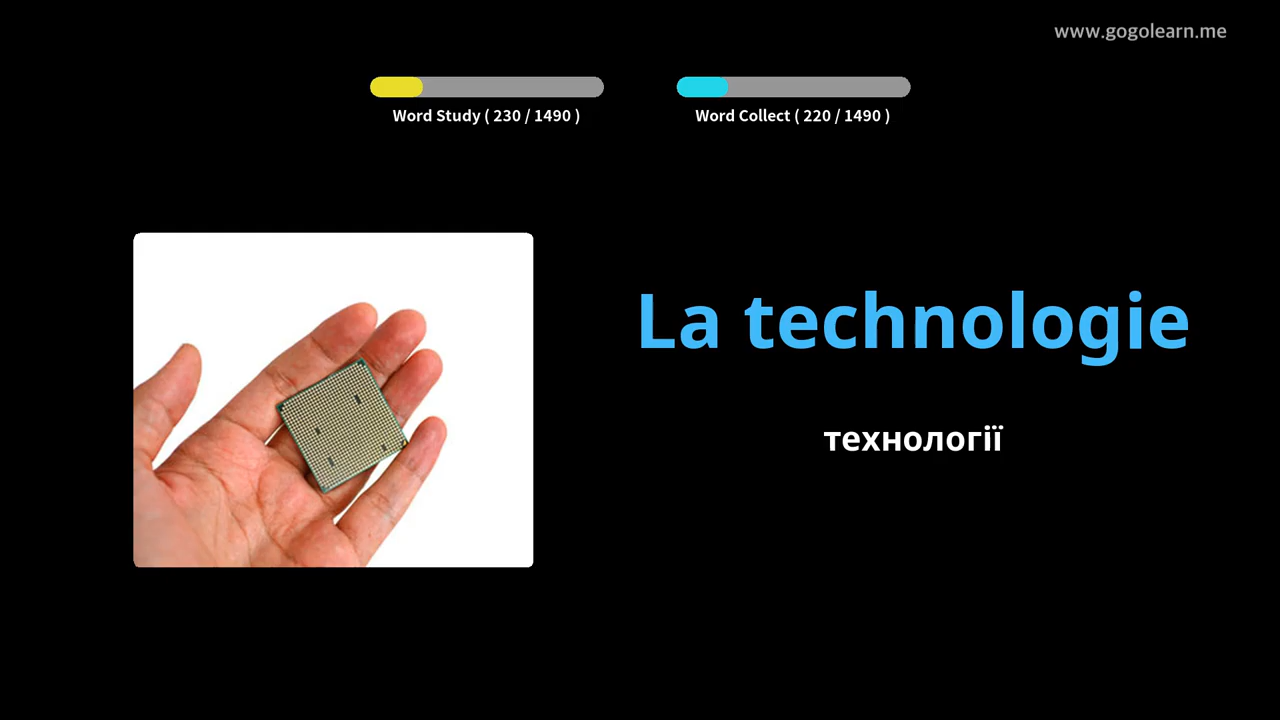 www.gogolearn.me
Word Study ( 230 / 1490 )
Word Collect ( 220 / 1490 )
La technologie
технології